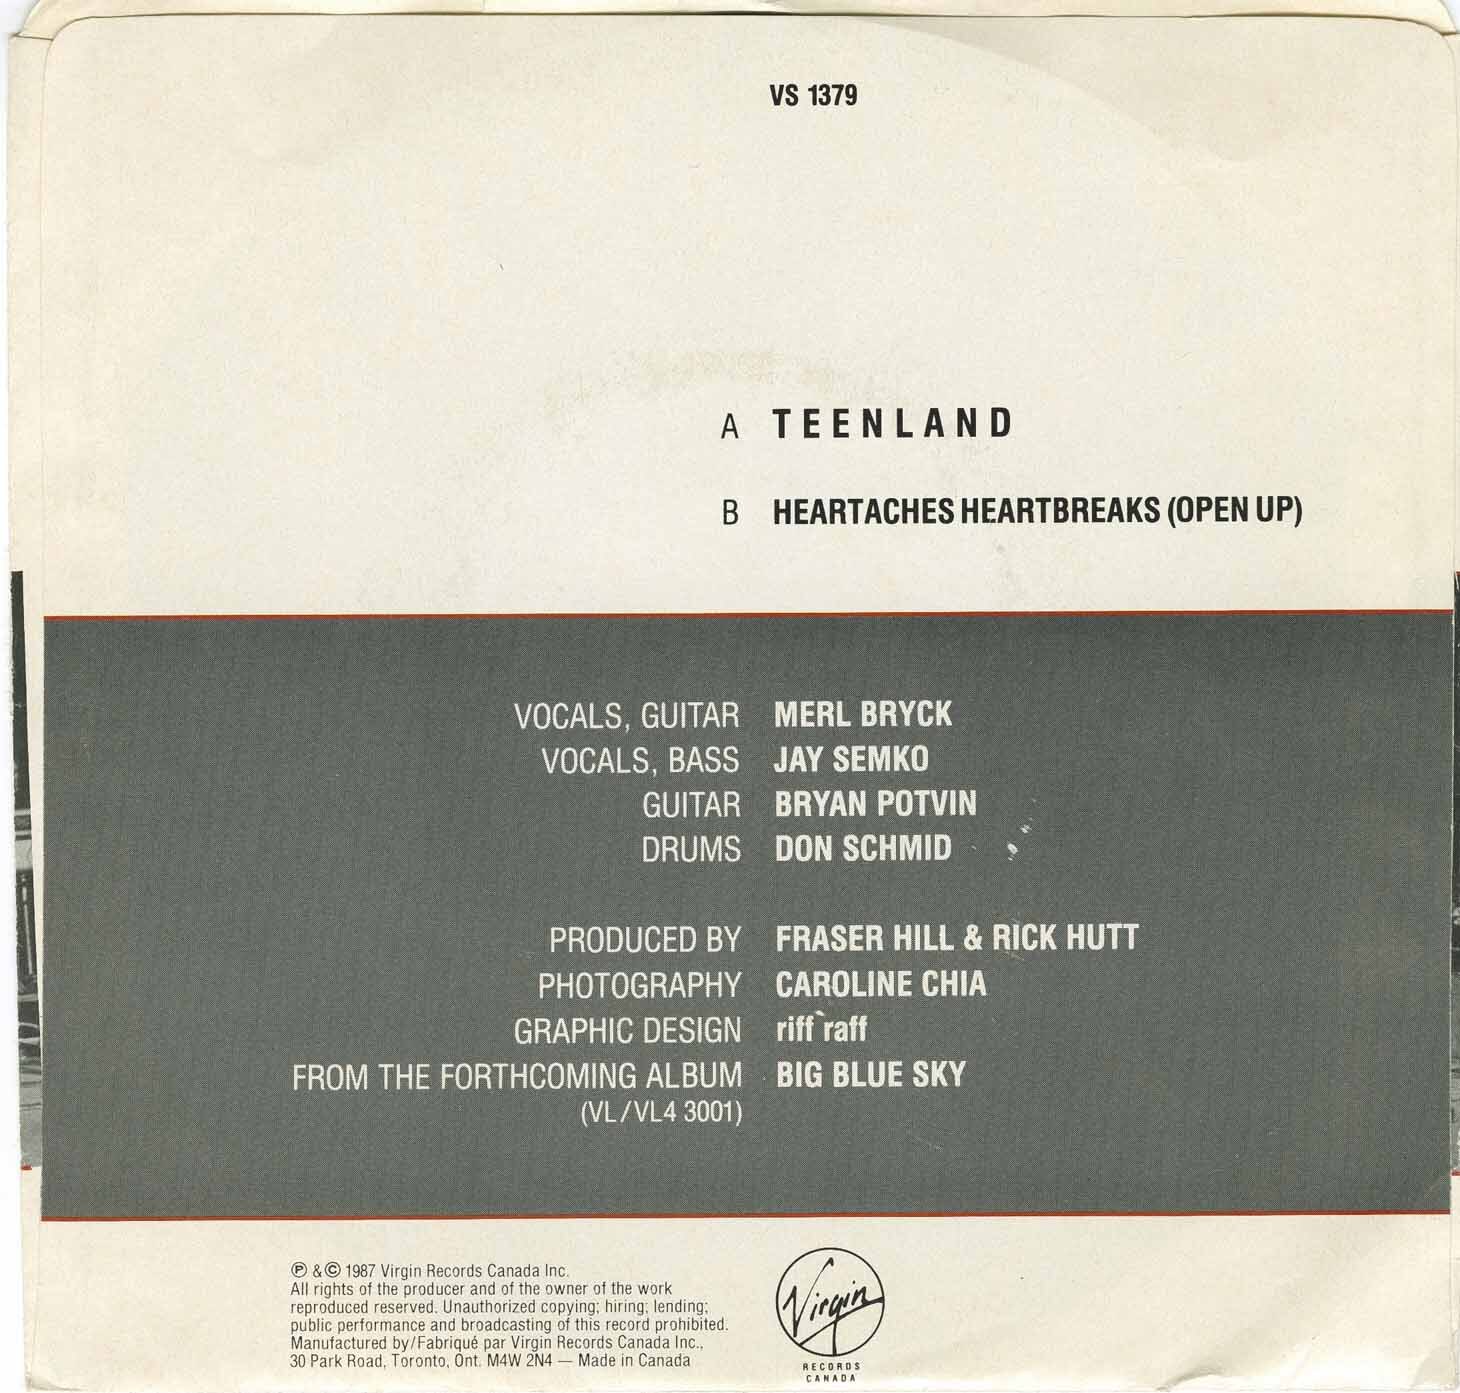 VS 1379
A TEENLAND
B HEARTACHES HEARTBREAKS (OPEN UP)
VOCALS, GUITAR MERL BRYCK
VOCALS, BASS JAY SEMKO
GUITAR BRYAN POTVIN
DRUMS DON SCHMID
PRODUCED BY FRASER HILL & RICK HUTT
PHOTOGRAPHY CAROLINE CHIA
GRAPHIC DESIGN riff`raff
FROM THE FORTHCOMING ALBUM BIG BLUE SKY
(VL/VL4 3001)
℗ & © 1987 Virgin Records Canada Inc.
All rights of the producer and of the owner of the work
reproduced reserved. Unauthorized copying; hiring; lending;
public performance and broadcasting of this record prohibited.
Manufactured by/Fabriqué par Virgin Records Canada Inc.,
30 Park Road, Toronto, Ont. M4W 2N4 — Made in Canada
Virgin
RECORDS
CANADA